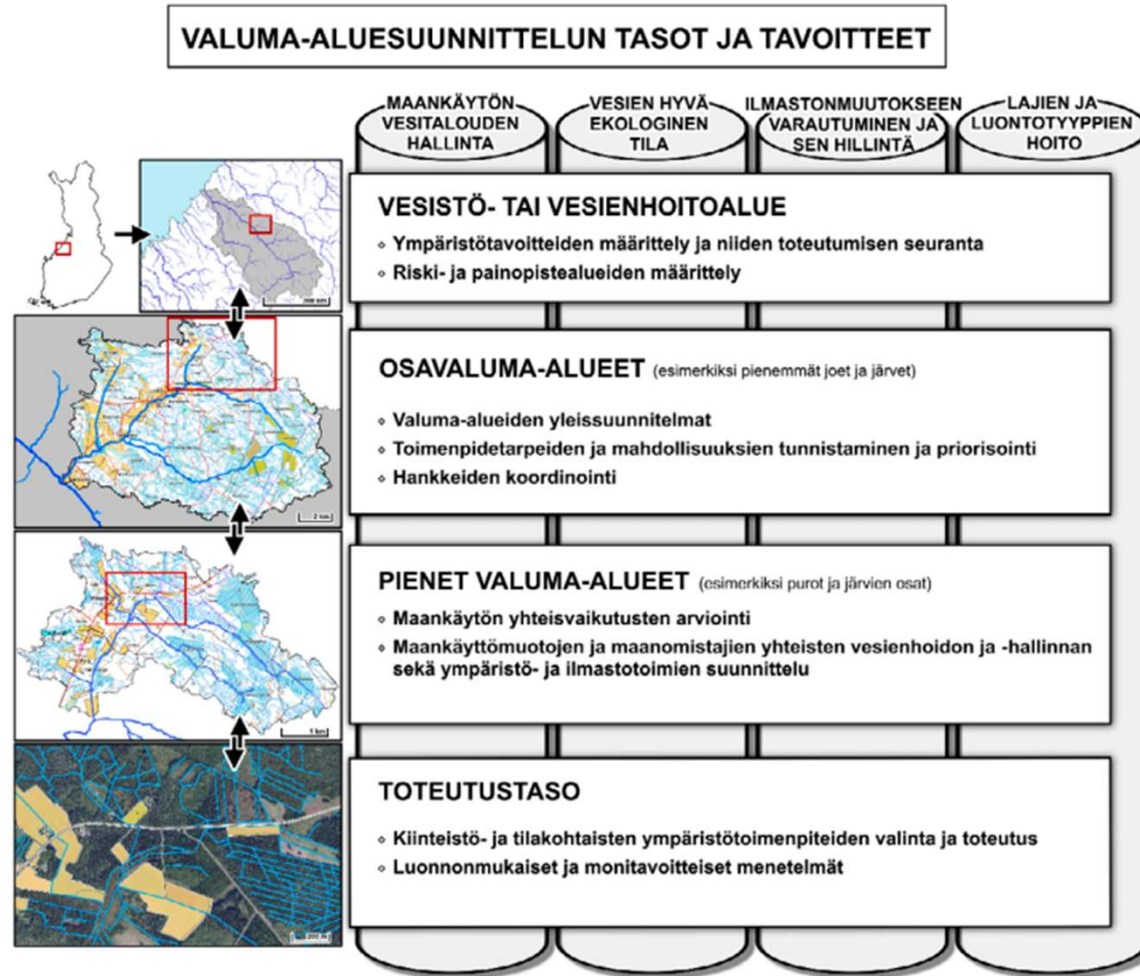 VALUMA-ALUESUUNNITTELUN TASOT JA TAVOITTEET
MAANKÄYTÖN
VESITALOUDEN
HALLINTA
VESIEN HYVÄ
EKOLOGINEN
TILA
ILMASTONMUUTOKSEEN
VARAUTUMINEN JA
SEN HILLINTÄ
LAJIEN JA
LUONTOTYYPPIEN
HOITO
VESISTÖ- TAI VESIENHOITOALUE
Ympäristötavoitteiden määrittely ja niiden toteutumisen seuranta
Riski- ja painopistealueiden määrittely
OSAVALUMA-ALUEET (esimerkiksi pienemmät joet ja järvet)
Valuma-alueiden yleissuunnitelmat
Toimenpidetarpeiden ja mahdollisuuksien tunnistaminen ja priorisointi
Hankkeiden koordinointi
2 km
PIENET VALUMA-ALUEET (esimerkiksi purot ja järvien osat)
Maankäytön yhteisvaikutusten arviointi
Maankäyttömuotojen ja maanomistajien yhteisten vesienhoidon ja -hallinnan
sekä ympäristö- ja ilmastotoimien suunnittelu
1 km
TOTEUTUSTASO
Kiinteistö- ja tilakohtaisten ympäristötoimenpiteiden valinta ja toteutus
Luonnonmukaiset ja monitavoitteiset menetelmät